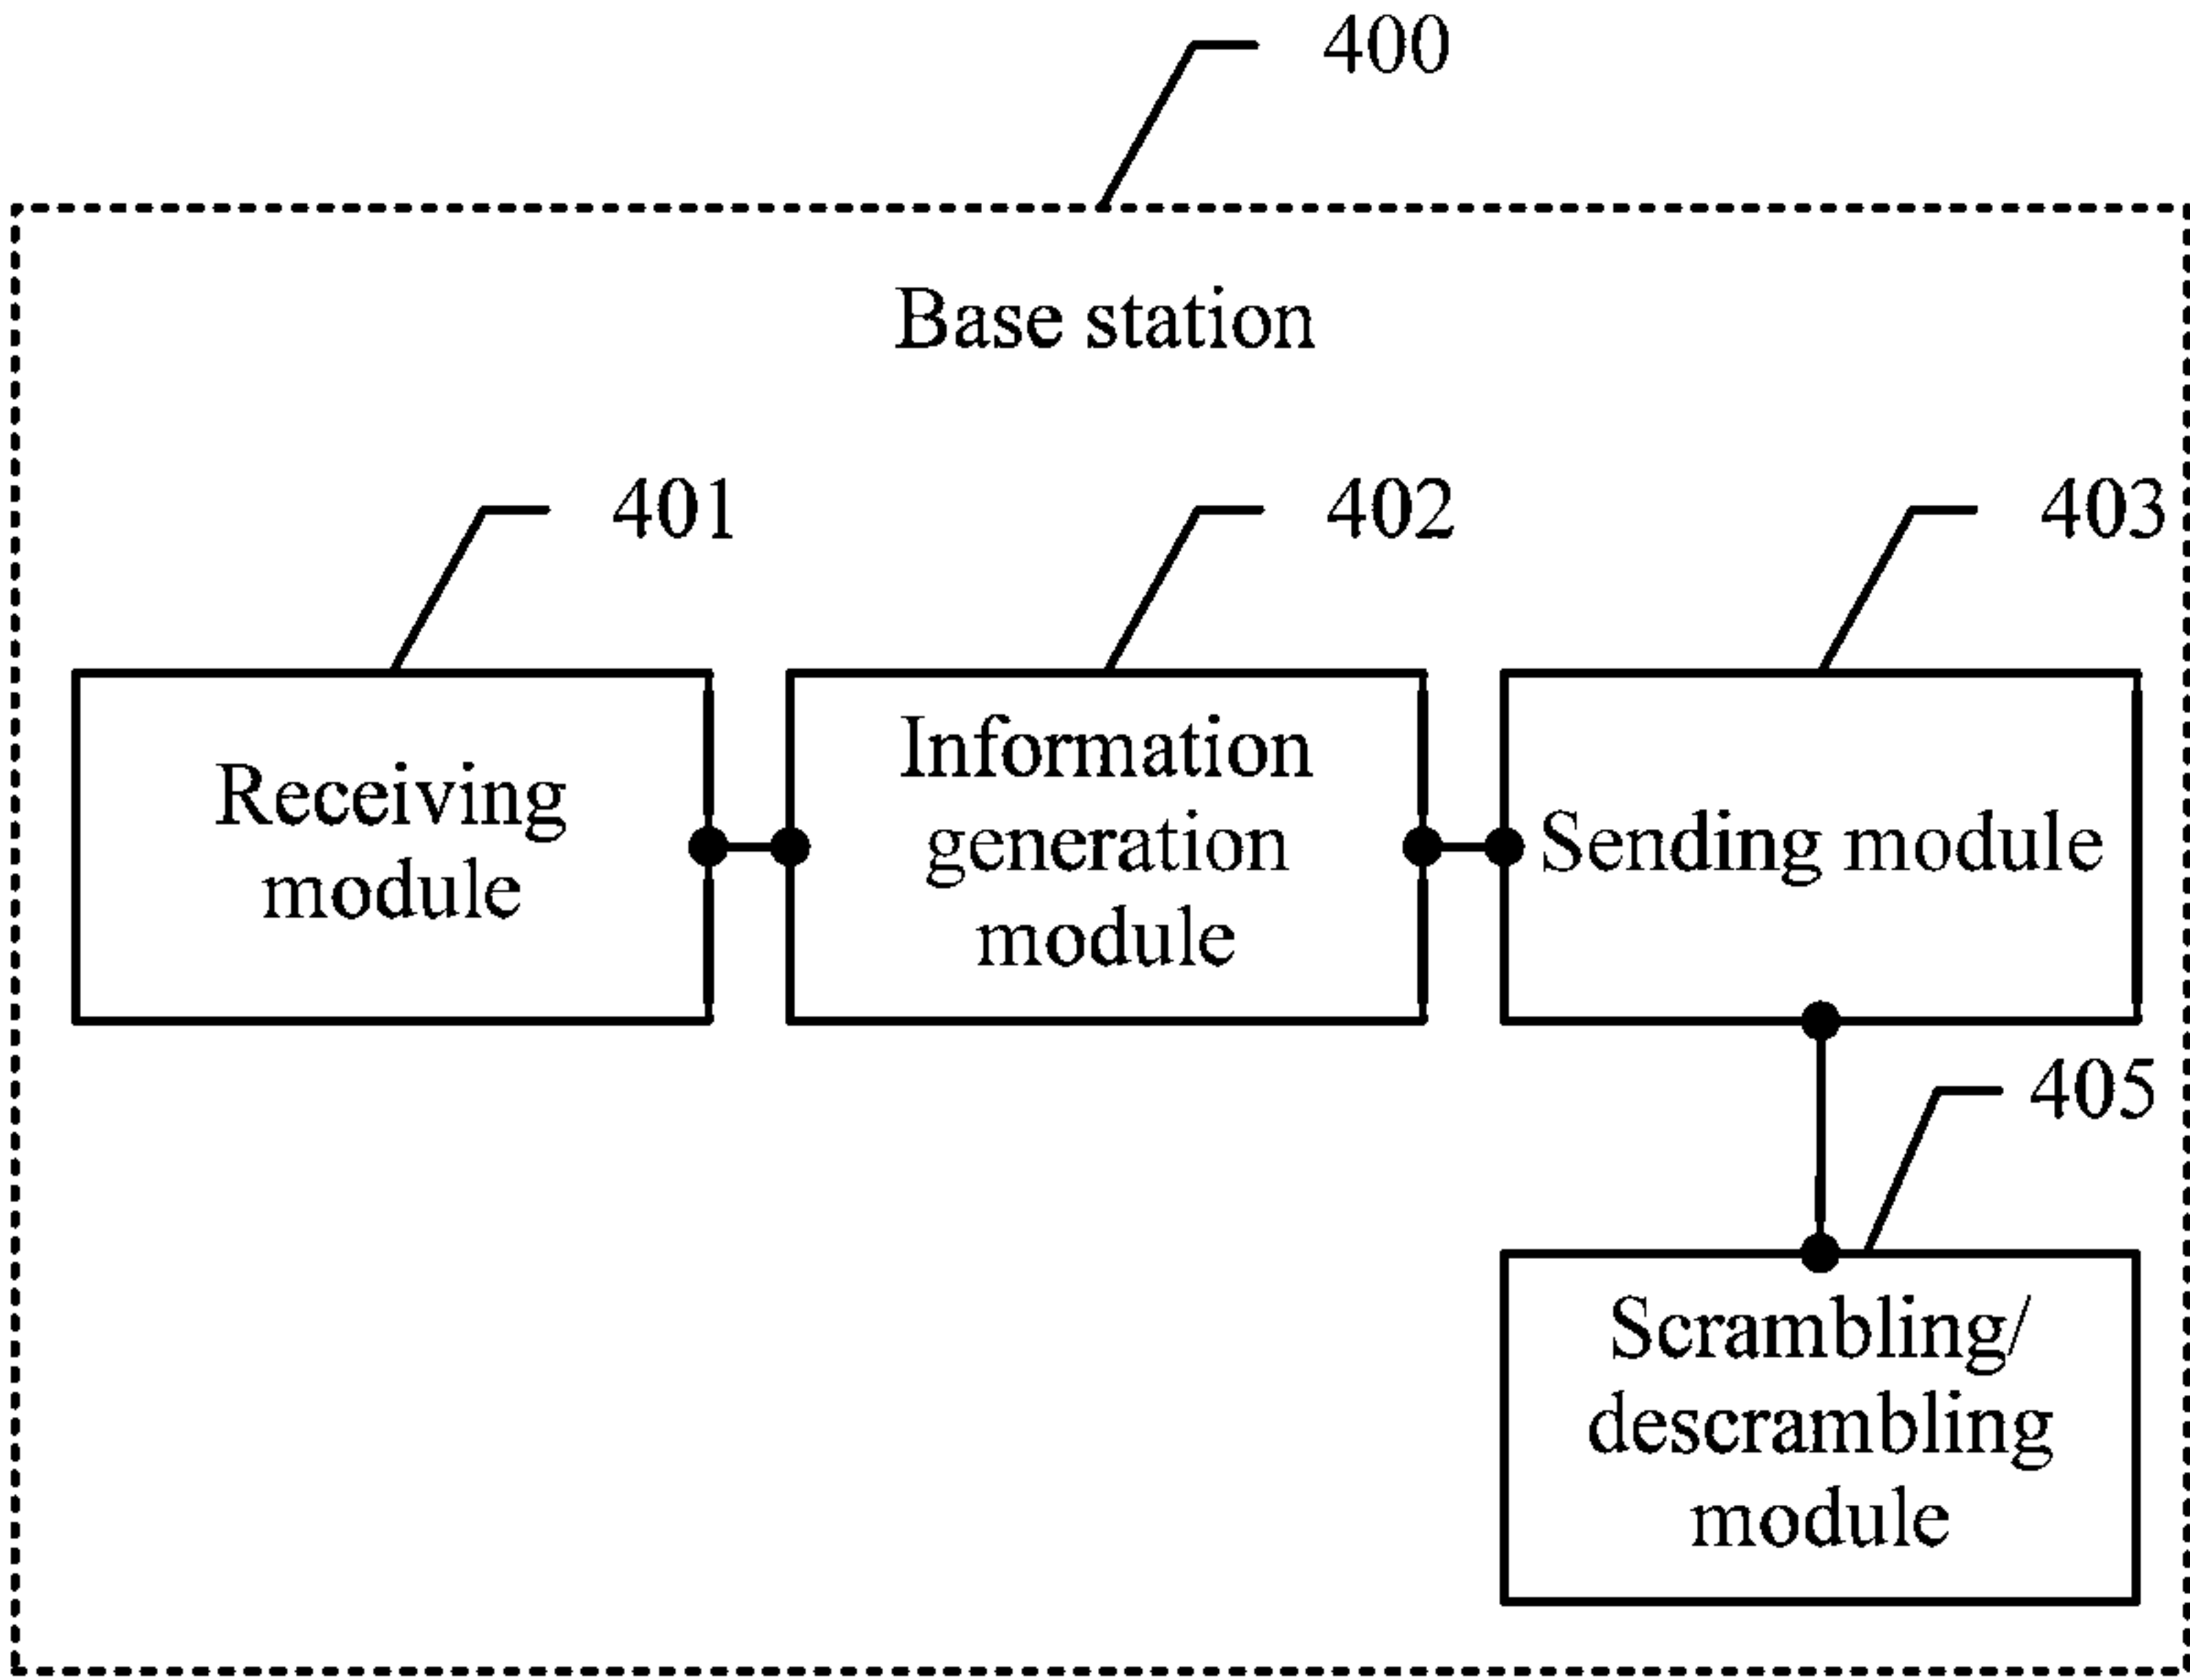 400
Base station
401
402
403
Receiving
module
Information
generation
module
Sending module
405
Scrambling/
descrambling
module